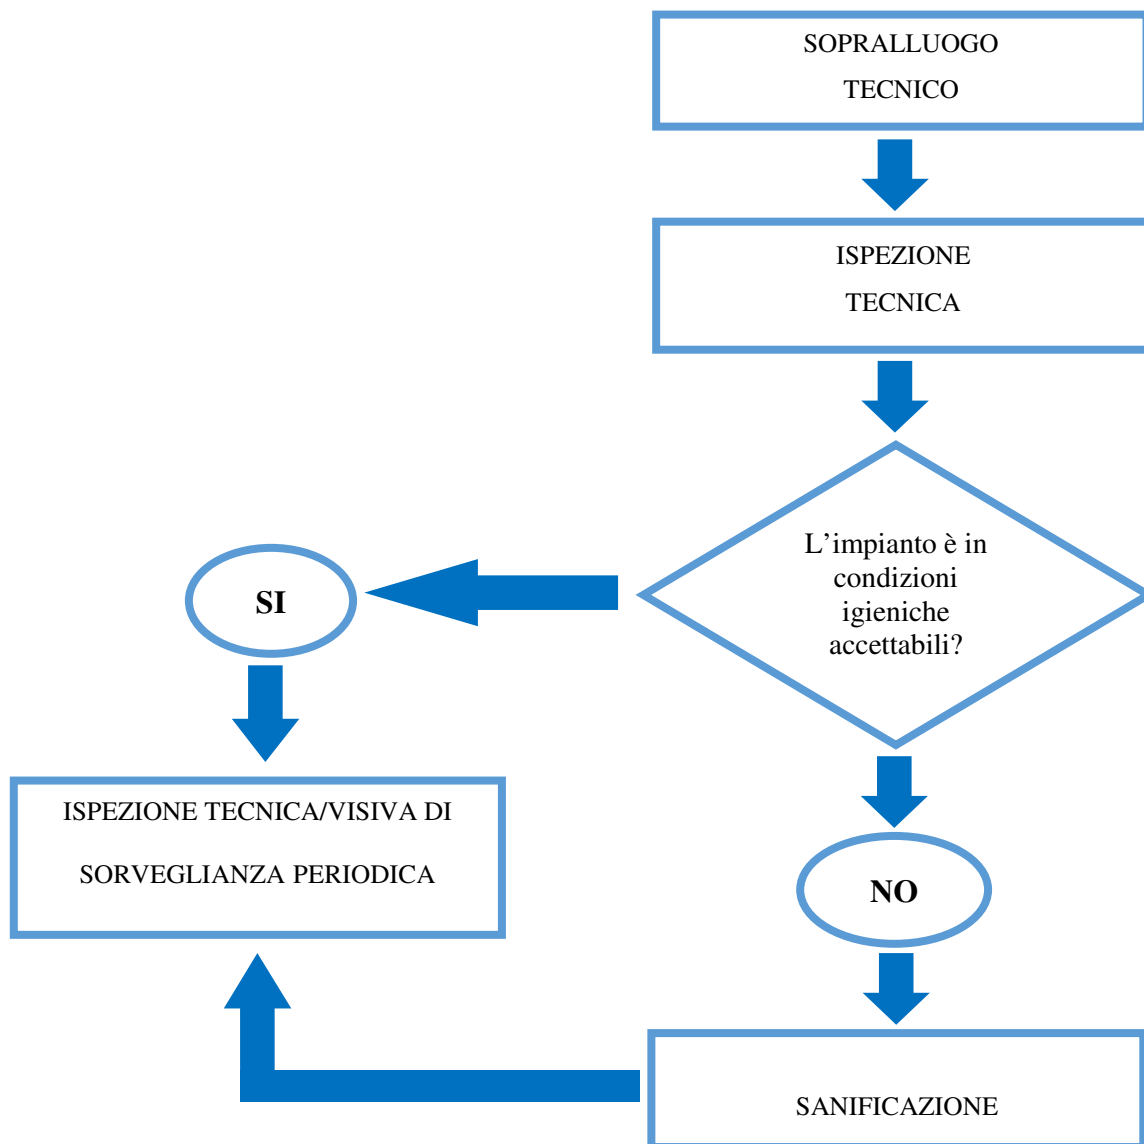 SOPRALLUOGO
TECNICO
ISPEZIONE
TECNICA
L’impianto è in
condizioni
igieniche
accettabili?
SI
ISPEZIONE TECNICA/VISIVA DI
SORVEGLIANZA PERIODICA
NO
SANIFICAZIONE